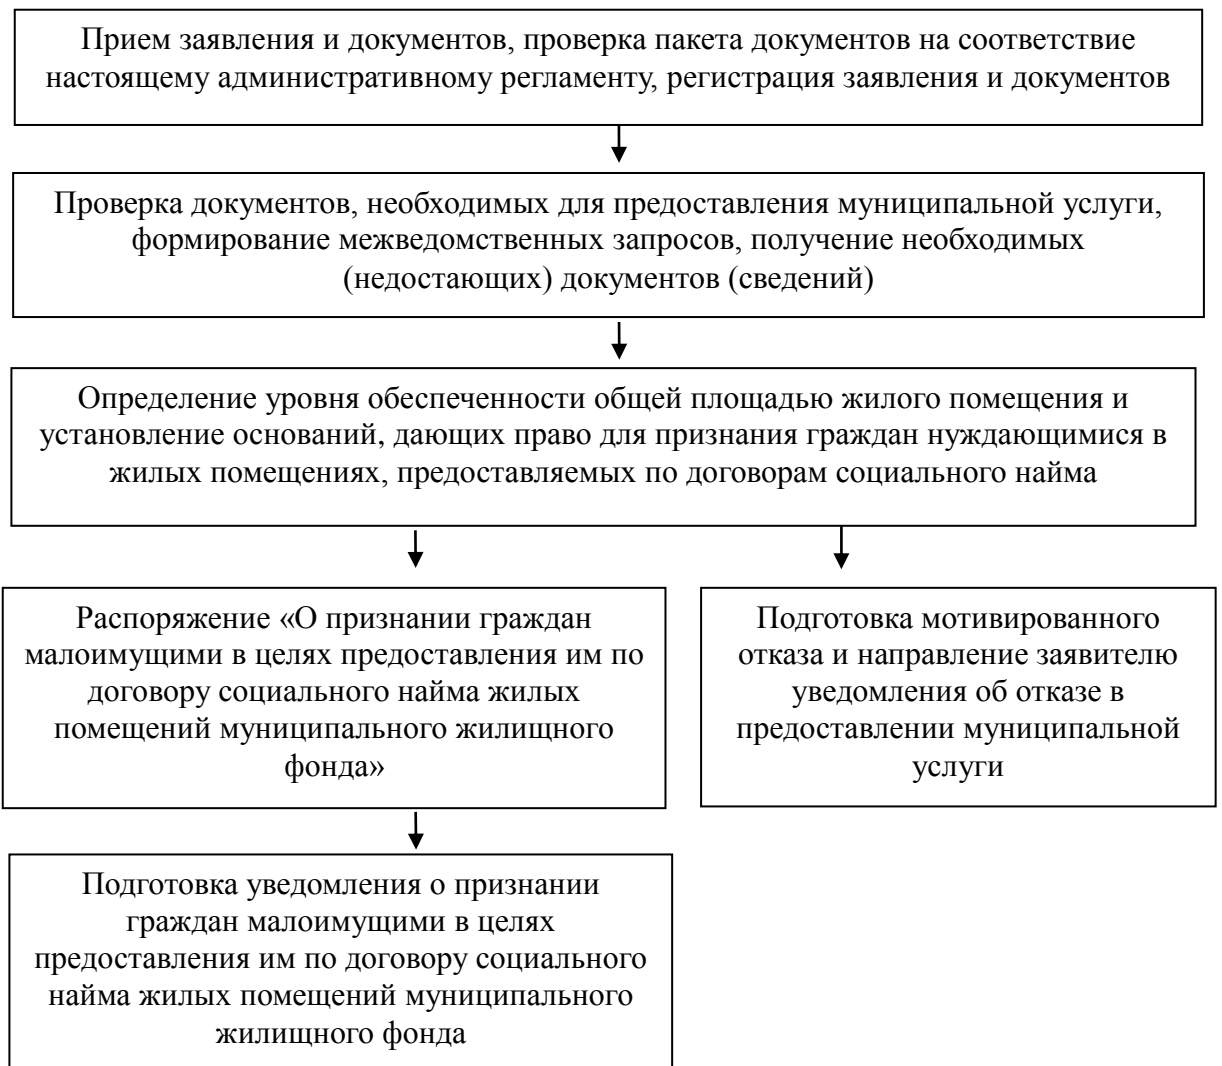 Прием заявления и документов, проверка пакета документов на соответствие
настоящему административному регламенту, регистрация заявления и документов
Проверка документов, необходимых для предоставления муниципальной услуги,
формирование межведомственных запросов, получение необходимых
(недостающих) документов (сведений)
Определение уровня обеспеченности общей площадью жилого помещения и
установление оснований, дающих право для признания граждан нуждающимися в
жилых помещениях, предоставляемых по договорам социального найма
Распоряжение «О признании граждан
малоимущими в целях предоставления им по
договору социального найма жилых
помещений муниципального жилищного
фонда»
Подготовка мотивированного
отказа и направление заявителю
уведомления об отказе в
предоставлении муниципальной
услуги
Подготовка уведомления о признании
граждан малоимущими в целях
предоставления им по договору социального
найма жилых помещений муниципального
жилищного фонда